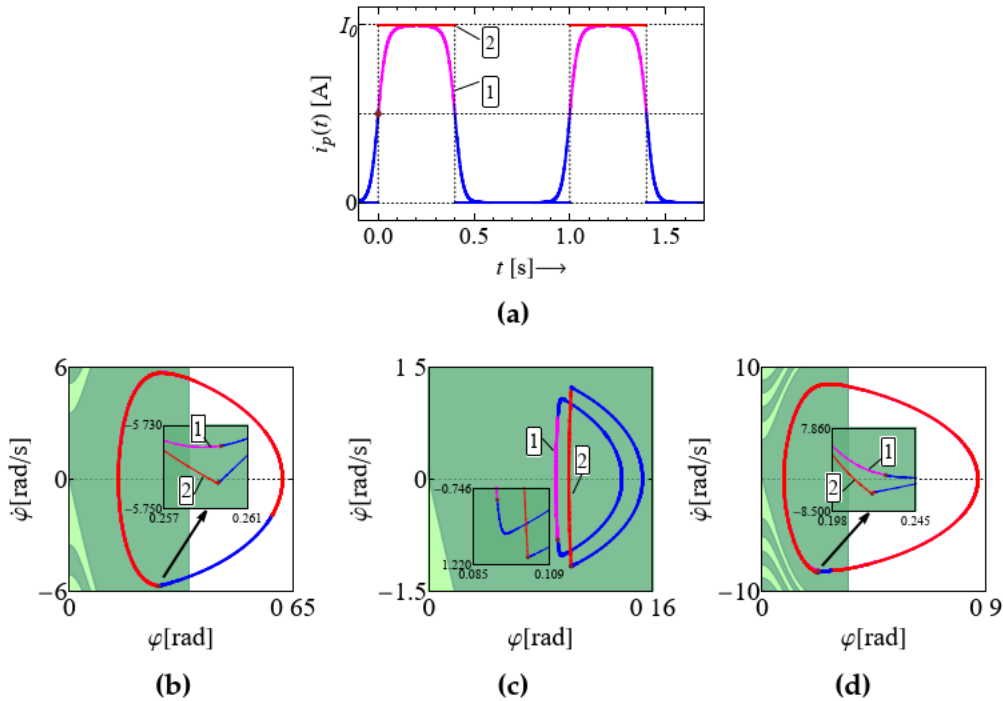 I0
i_p(t) [A]
0
2
1
0.0 0.5 1.0 1.5
t [s]⟶
(a)
6
φ̇[rad/s]
0
−6
−5 730
−5.750
0.257 0.261
1
2
0 0 65
φ[rad]
(b)
1 5
φ̇ [rad/s]
0
−1.5
1
2
−0.746
1.220
0.085 0.109
0 0 16
φ[rad]
(c)
10
φ̇ [rad/s]
0
−10
7.860
−8.500
0.198 0.245
1
2
0 0 9
φ[rad]
(d)